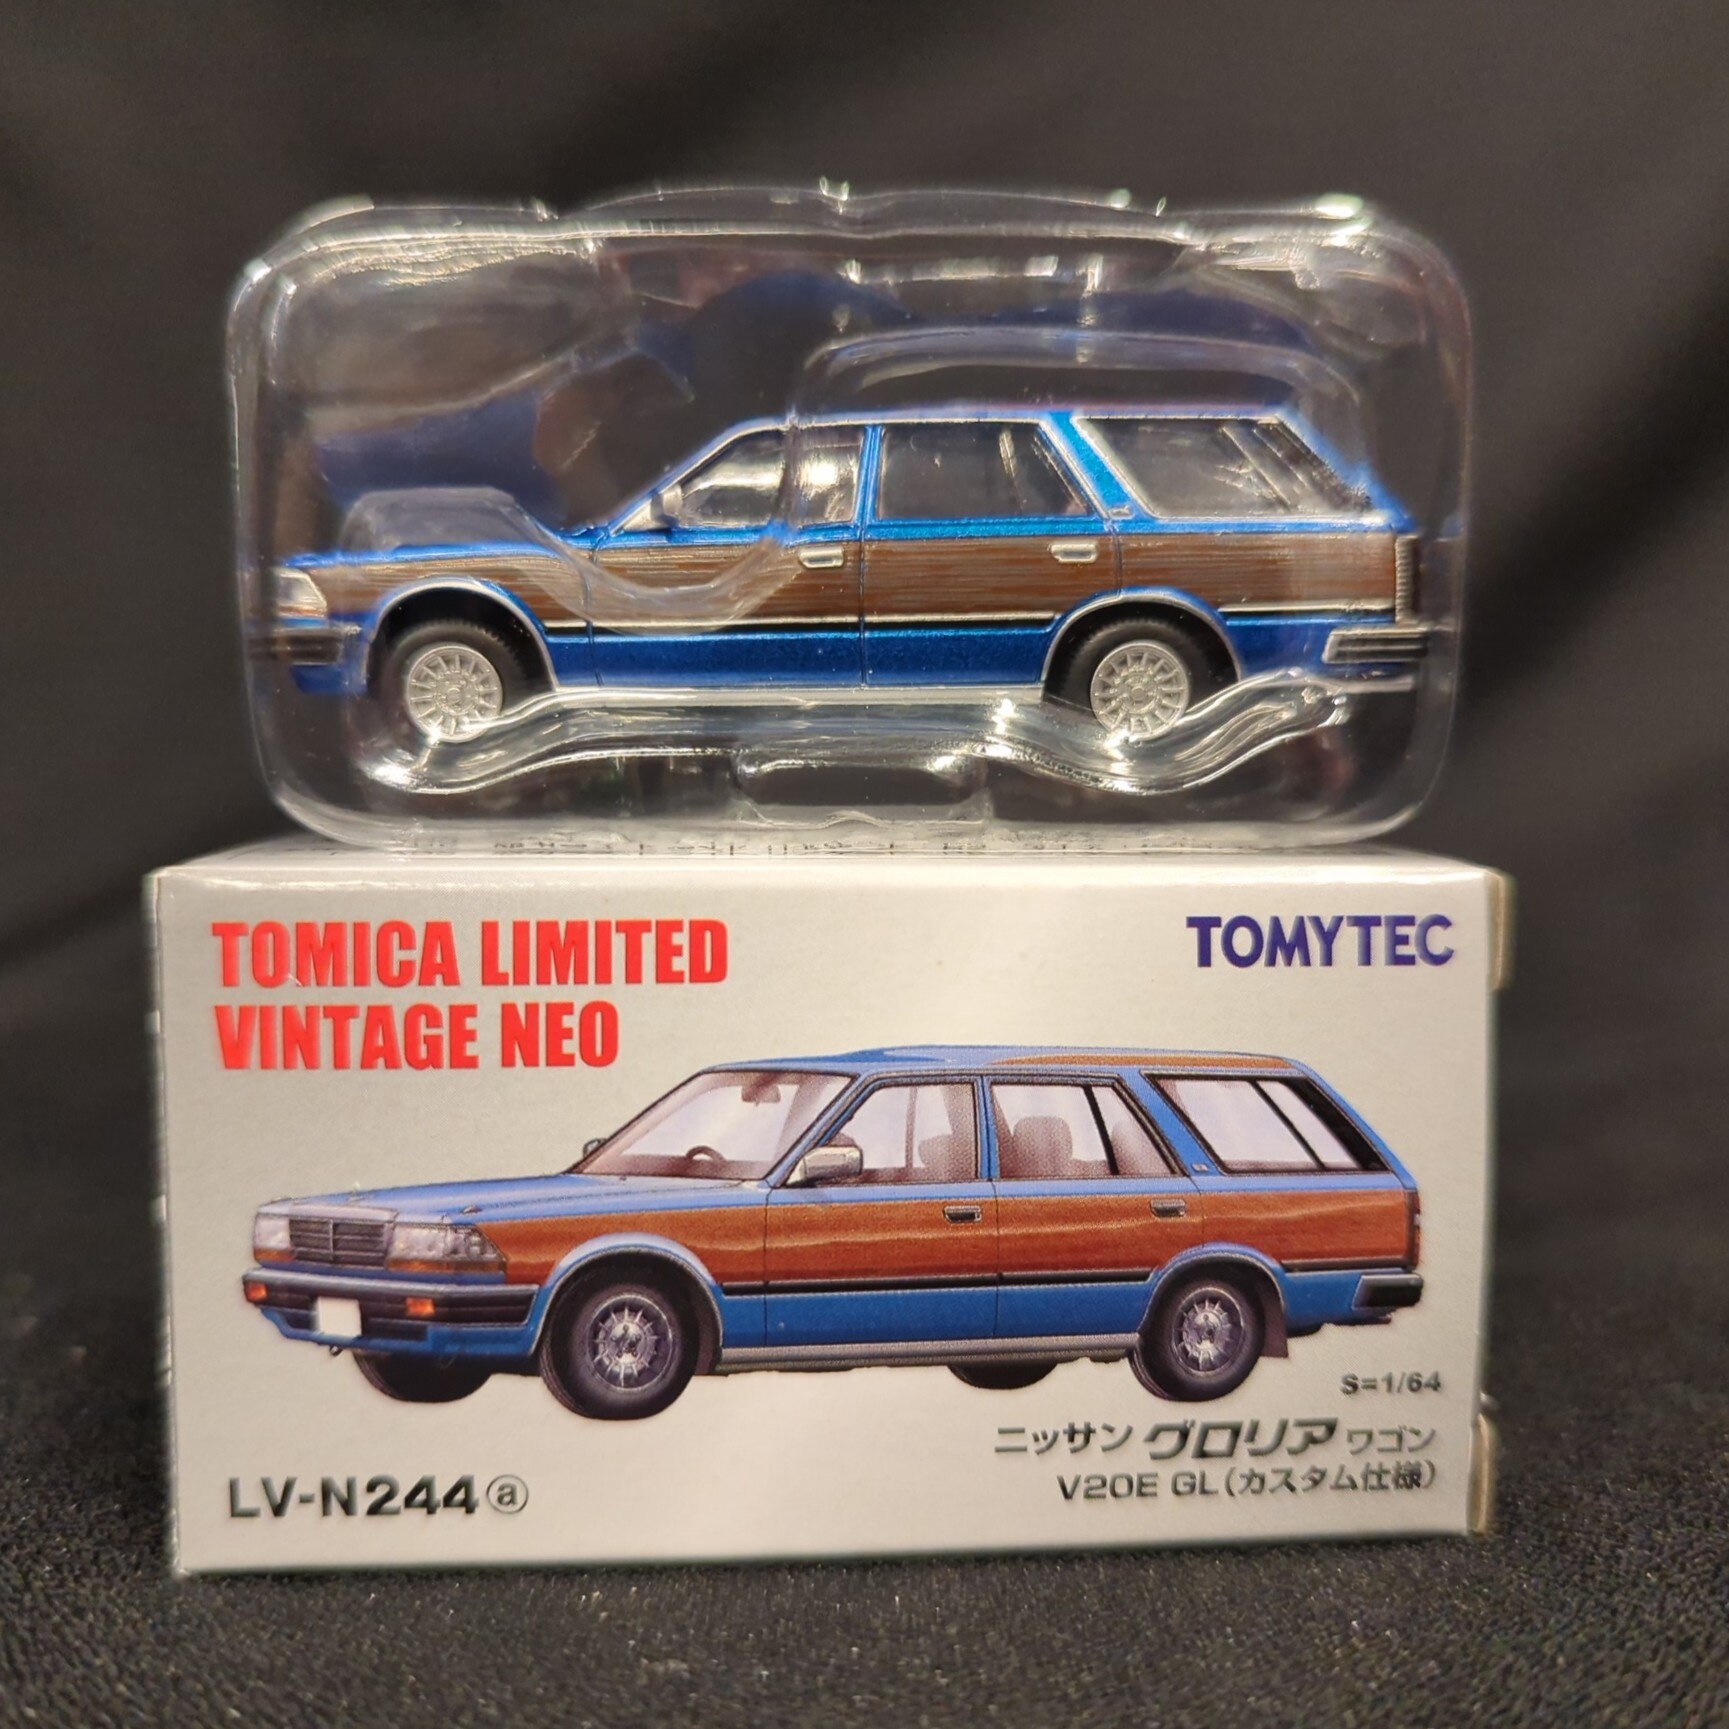 TOMICA LIMITED
VINTAGE NEO
TOMYTEC
S=1/64
ニッサン グロリア ワゴン
V20E GL(カスタム仕様)
LV-N244ⓐ